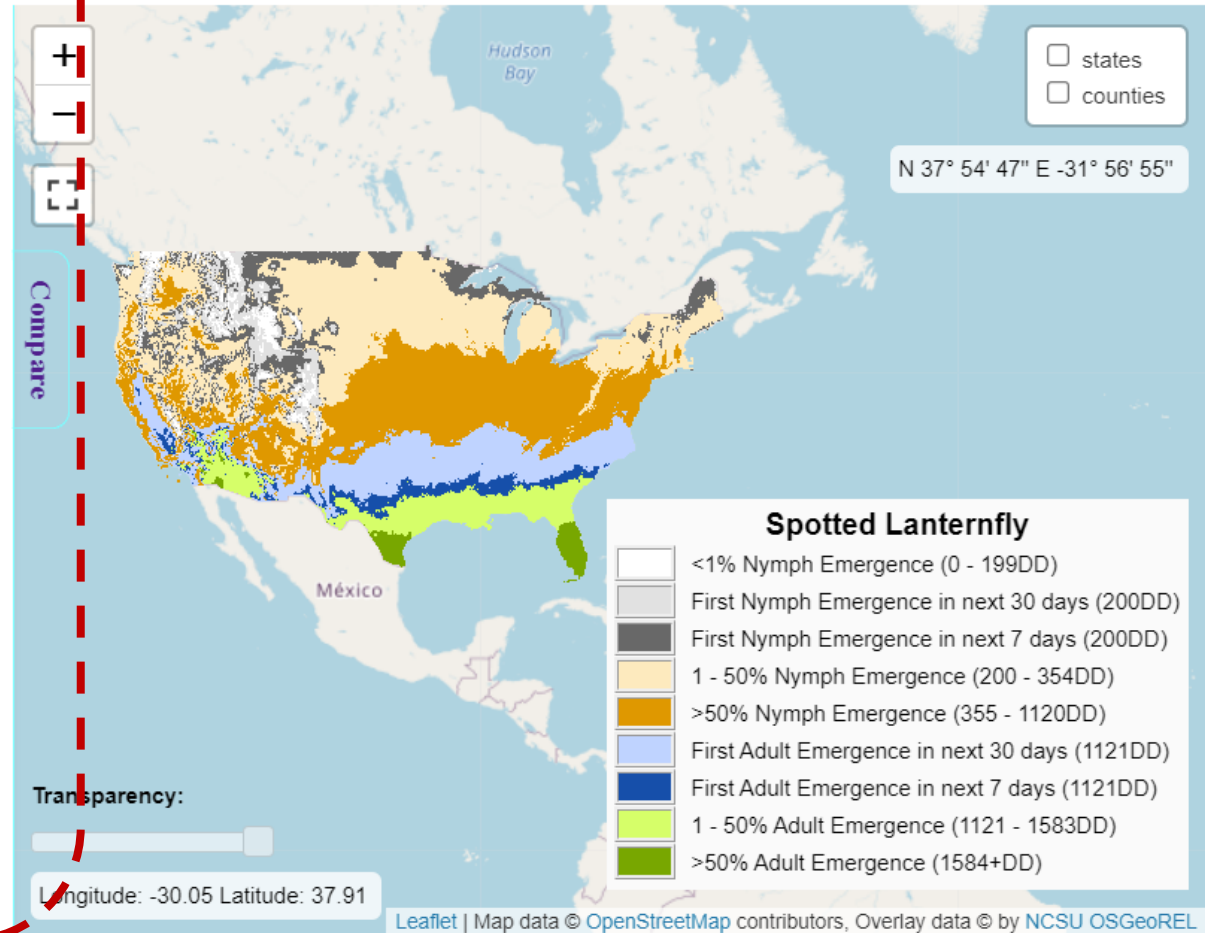 +
Hudson
Bay
states
counties
−
N 37° 54' 47" E -31° 56' 55"
Compare
México
Spotted Lanternfly
<1% Nymph Emergence (0 - 199DD)
First Nymph Emergence in next 30 days (200DD)
First Nymph Emergence in next 7 days (200DD)
1 - 50% Nymph Emergence (200 - 354DD)
>50% Nymph Emergence (355 - 1120DD)
First Adult Emergence in next 30 days (1121DD)
First Adult Emergence in next 7 days (1121DD)
1 - 50% Adult Emergence (1121 - 1583DD)
>50% Adult Emergence (1584+DD)
Transparency:
Longitude: -30.05 Latitude: 37.91
Leaflet | Map data © OpenStreetMap contributors, Overlay data © by NCSU OSGeoREL